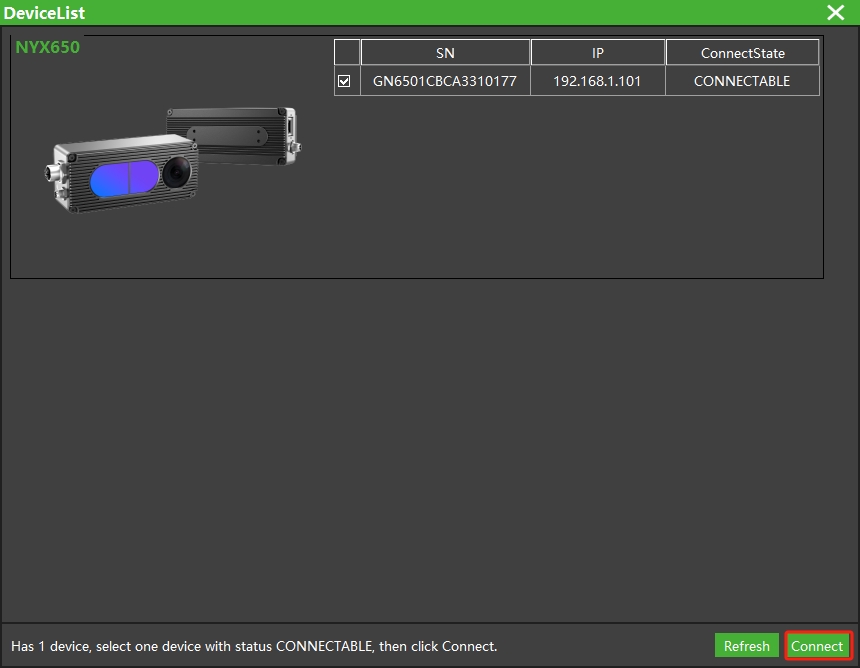 DeviceList
NYX650
SN IP ConnectState
GN6501CBCA3310177 192.168.1.101 CONNECTABLE
Has 1 device, select one device with status CONNECTABLE, then click Connect.
Refresh Connect